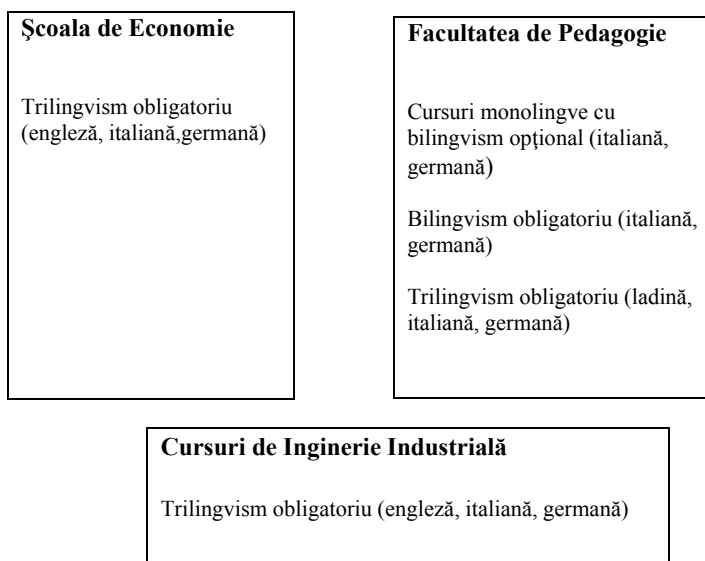 Şcoala de Economie
Trilingvism obligatoriu
(engleză, italiană,germană)
Facultatea de Pedagogie
Cursuri monolingve cu
bilingvism opţional (italiană,
germană)
Bilingvism obligatoriu (italiană,
germană)
Trilingvism obligatoriu (ladină,
italiană, germană)
Cursuri de Inginerie Industrială
Trilingvism obligatoriu (engleză, italiană, germană)